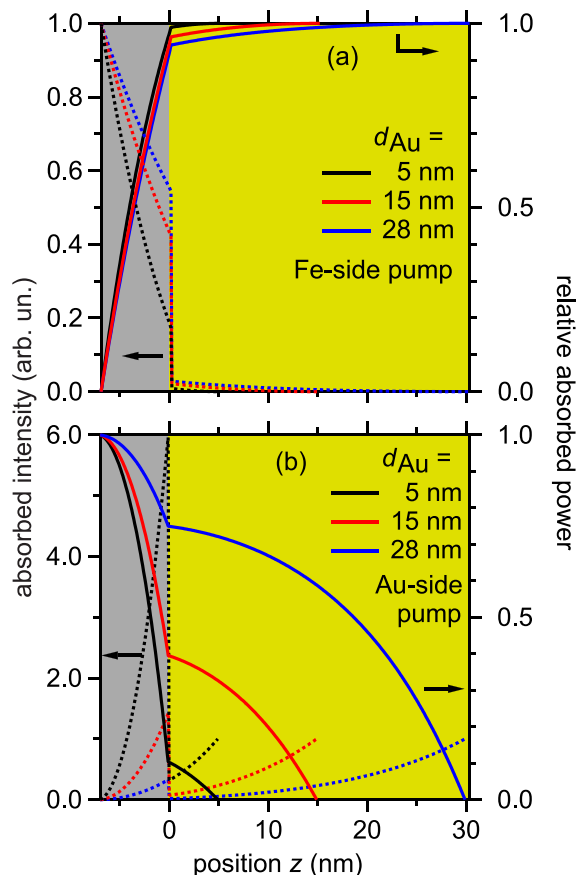 1.0
0.8
0.6
0.4
0.2
0.0
1.0
0.5
0.0
(a)
dAu =
5 nm
15 nm
28 nm
Fe-side pump
absorbed intensity (arb. un.)
relative absorbed power
6.0
4.0
2.0
0.0
1.0
0.5
0.0
(b)
dAu =
5 nm
15 nm
28 nm
Au-side
pump
0
10
20
30
position z (nm)